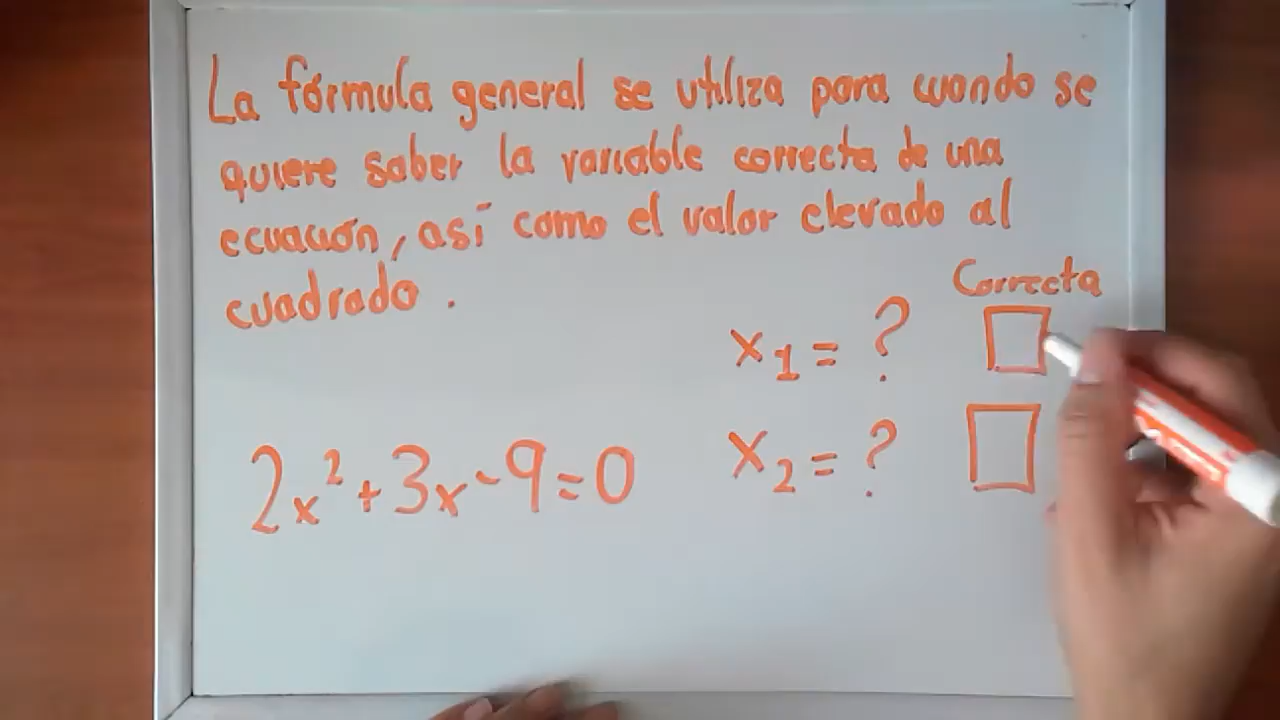 La fórmula general se utiliza para cuando se
quiere saber la variable correcta de una
ecuación, así como el valor elevado al
cuadrado.
Correcta
x₁ = ?
x₂ = ?
2x² + 3x - 9 = 0